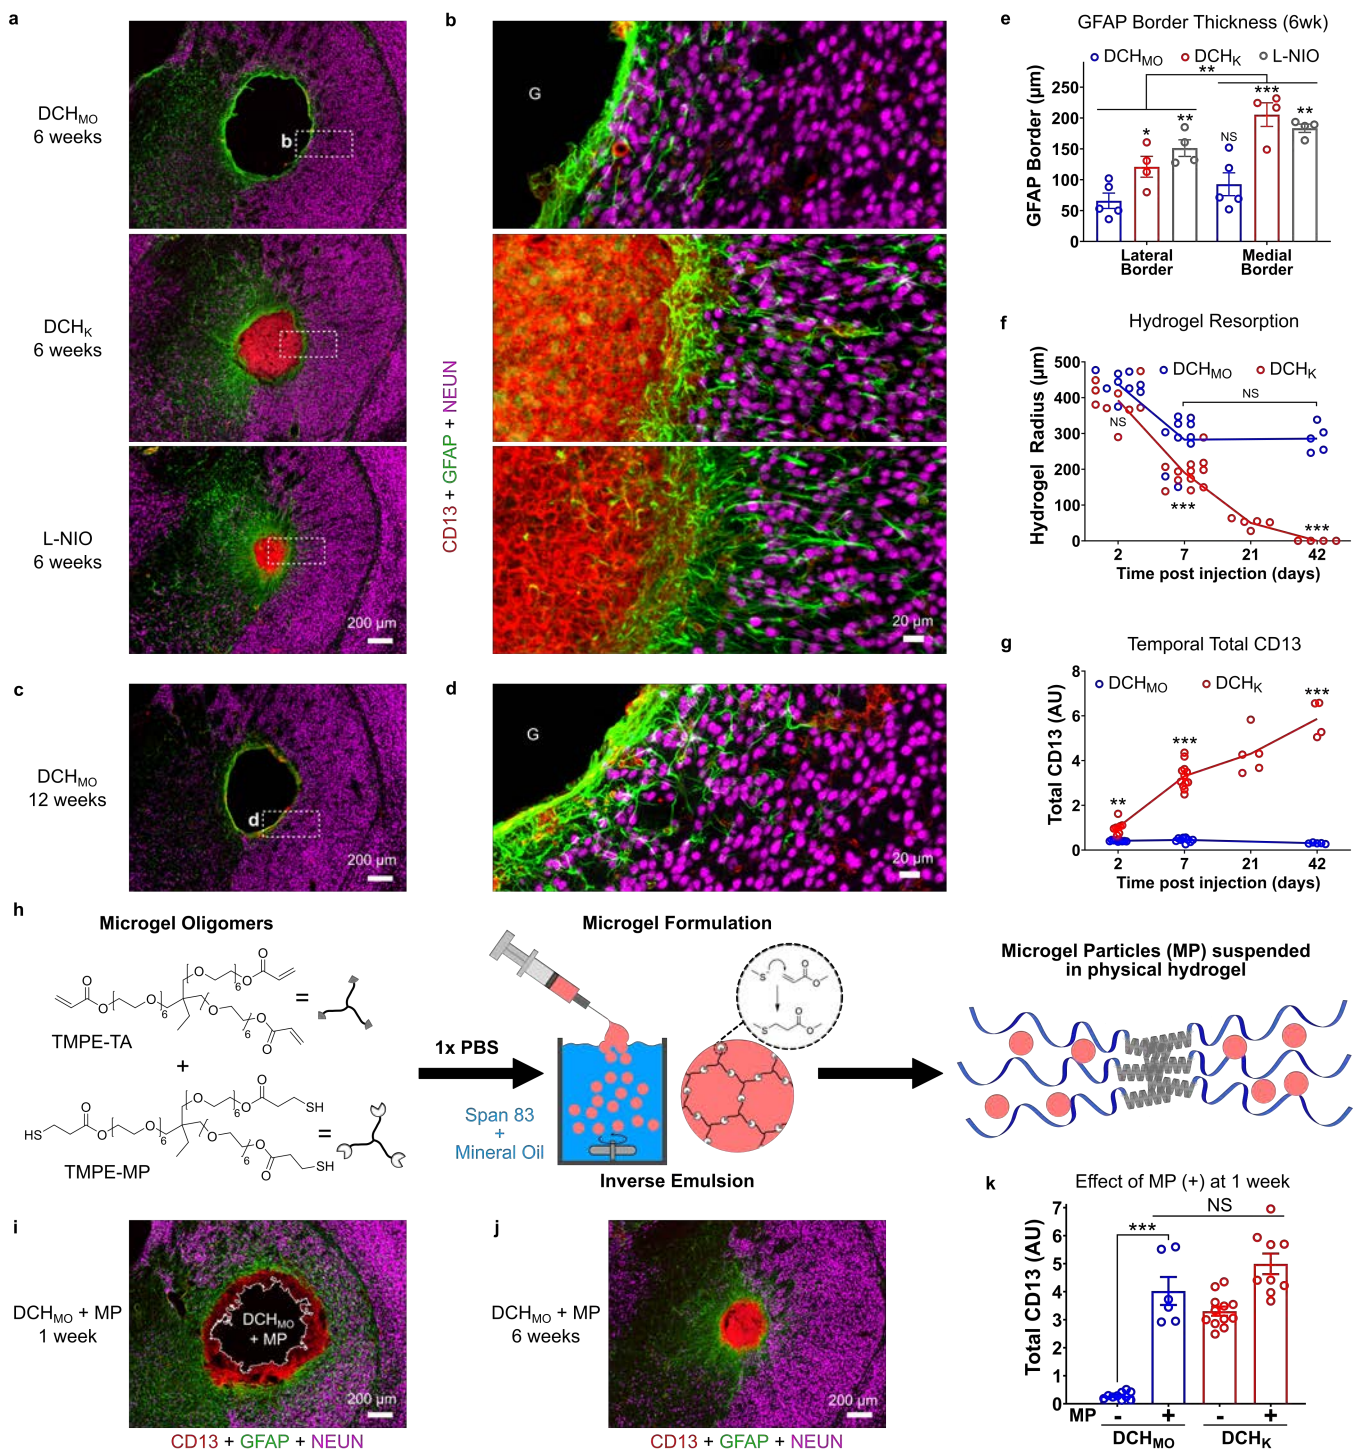 a
DCHMO
6 weeks
b
DCHK
6 weeks
L-NIO
6 weeks
200 µm
b
G
CD13 + GFAP + NEUN
20 µm
c
DCHMO
12 weeks
d
200 µm
d
G
20 µm
e
GFAP Border Thickness (6wk)
DCHMO DCHK L-NIO
GFAP Border (µm)
250
200
150
100
50
0
* ** ** NS *** **
Lateral Border
Medial Border
f
Hydrogel Resorption
DCHMO DCHK
Hydrogel Radius (µm)
500
400
300
200
100
0
NS
NS
***
***
2 7 21 42
Time post injection (days)
g
Temporal Total CD13
DCHMO DCHK
Total CD13 (AU)
8
6
4
2
0
**
***
***
2 7 21 42
Time post injection (days)
h
Microgel Oligomers
O O O 6
O O O 6 =
O 6 O
TMPE-TA
+
O O 6 SH
HS O O O 6 =
O 6 O SH
TMPE-MP
1x PBS
Span 83
+
Mineral Oil
Microgel Formulation
S O O
S O O
Inverse Emulsion
Microgel Particles (MP) suspended
in physical hydrogel
i
DCHMO + MP
1 week
DCHMO
+ MP
200 µm
CD13 + GFAP + NEUN
j
DCHMO + MP
6 weeks
200 µm
CD13 + GFAP + NEUN
k
Effect of MP (+) at 1 week
NS
***
Total CD13 (AU)
7
6
5
4
3
2
1
0
MP - + - +
DCHMO DCHK